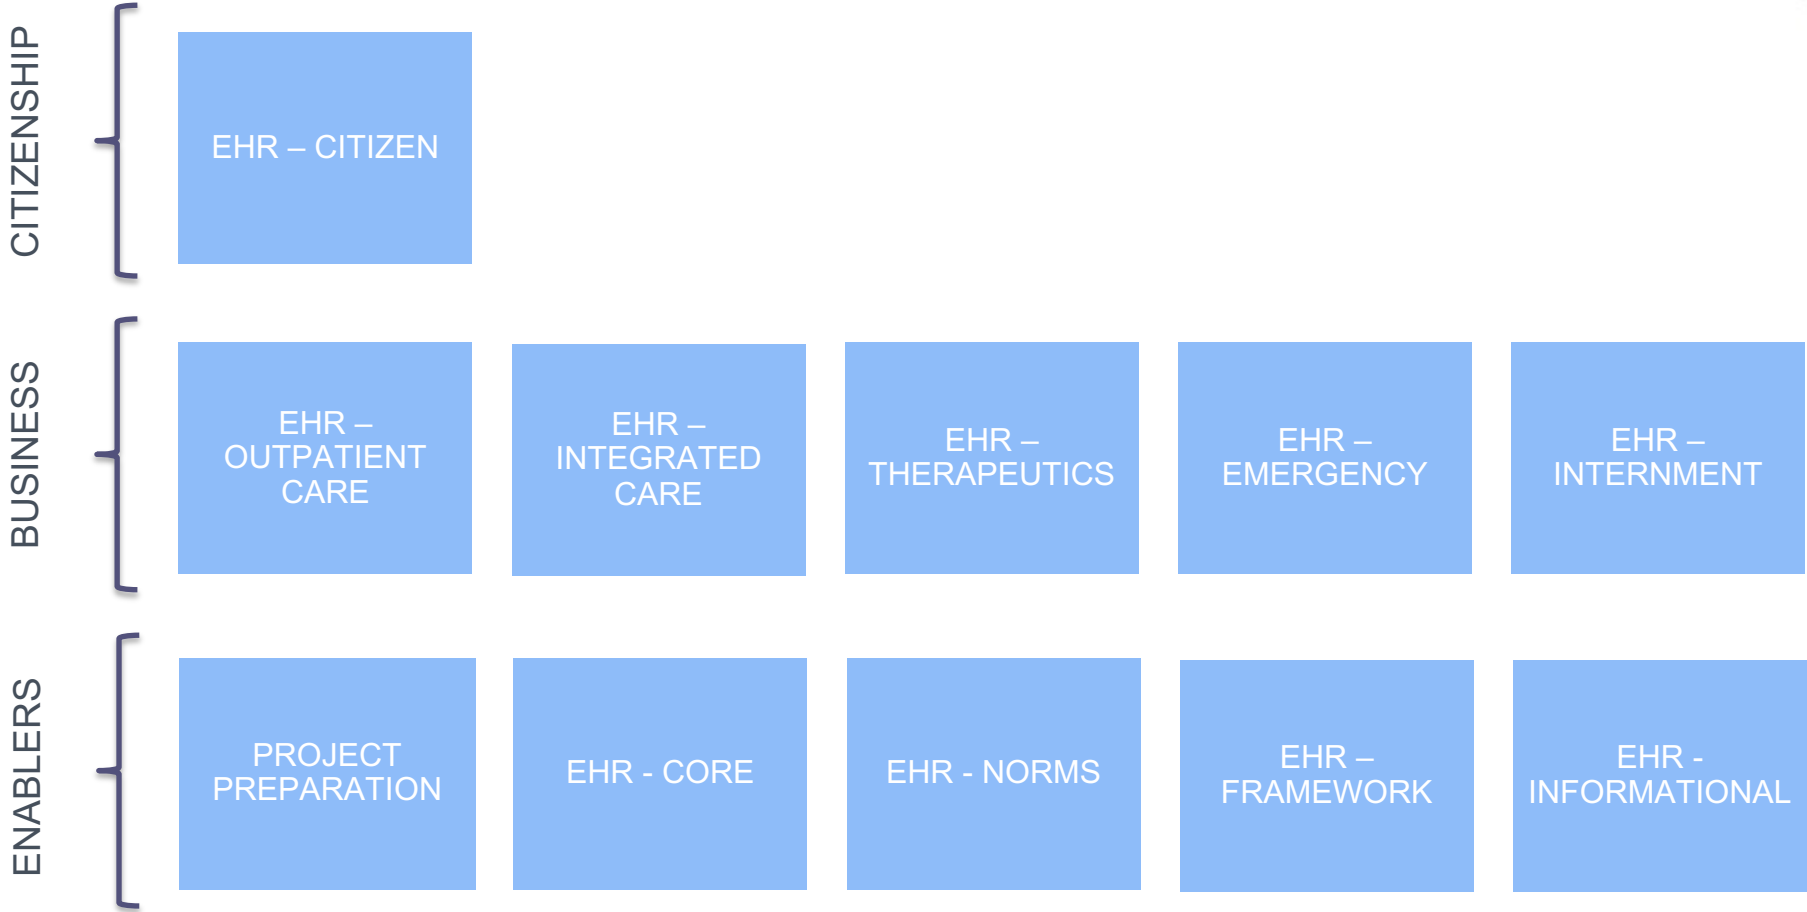 CITIZENSHIP
EHR – CITIZEN
BUSINESS
EHR –
OUTPATIENT
CARE
EHR –
INTEGRATED
CARE
EHR –
THERAPEUTICS
EHR –
EMERGENCY
EHR –
INTERNMENT
ENABLERS
PROJECT
PREPARATION
EHR - CORE
EHR - NORMS
EHR –
FRAMEWORK
EHR -
INFORMATIONAL